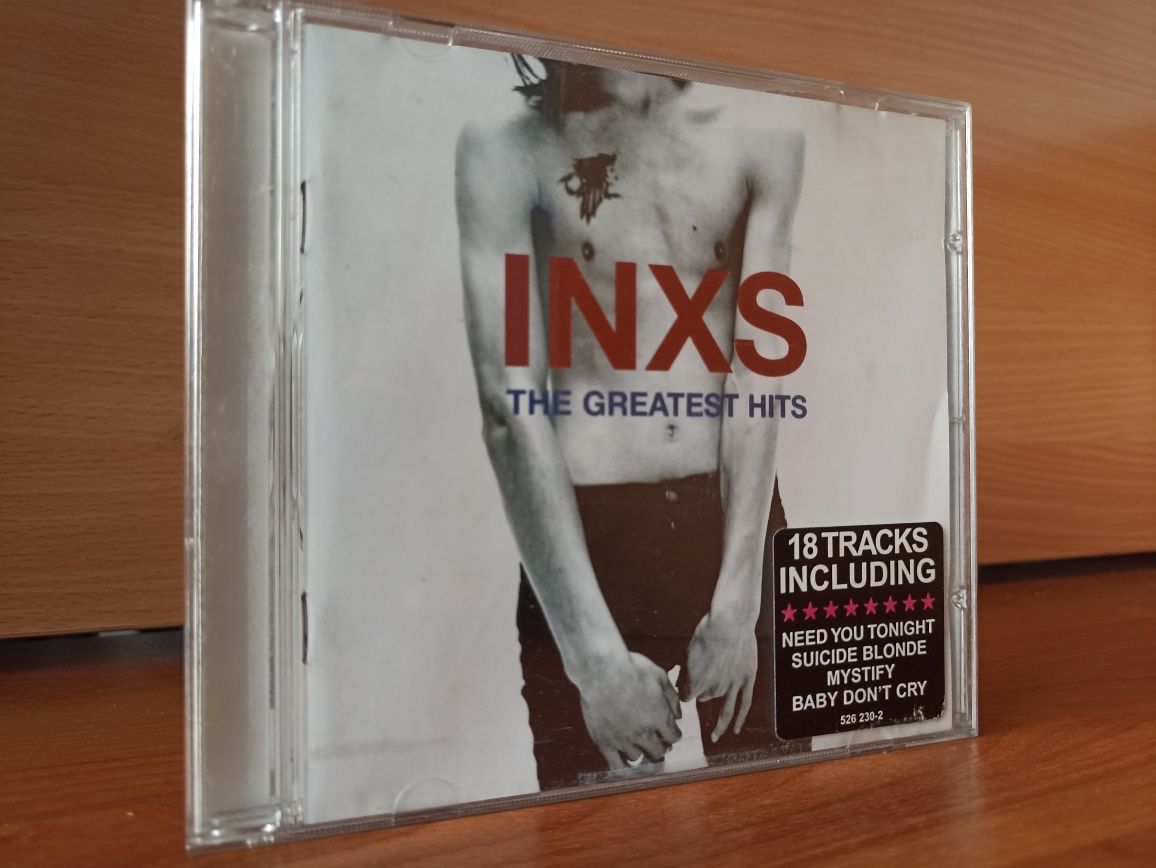 INXS
THE GREATEST HITS
18 TRACKS
INCLUDING
NEED YOU TONIGHT
SUICIDE BLONDE
MYSTIFY
BABY DON'T CRY
526 230-2